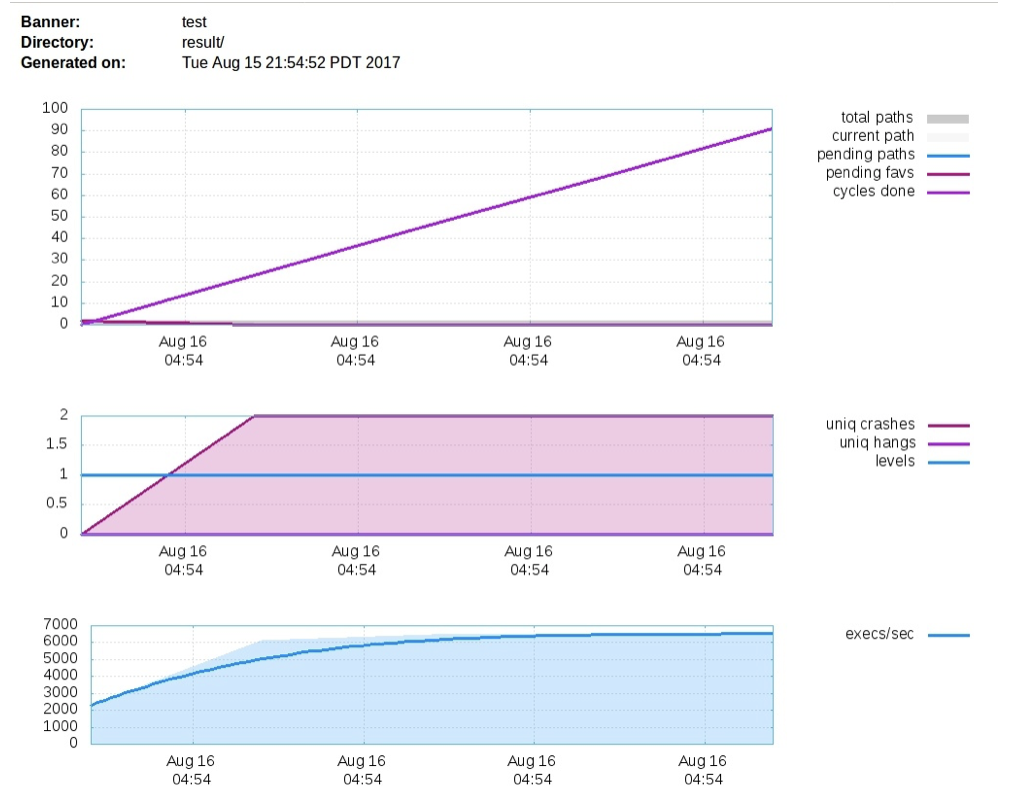 Banner: test
Directory: result/
Generated on: Tue Aug 15 21:54:52 PDT 2017
100
90
80
70
60
50
40
30
20
10
0
Aug 16 Aug 16 Aug 16 Aug 16
04:54 04:54 04:54 04:54
total paths
current path
pending paths
pending favs
cycles done
2
1.5
1
0.5
0
Aug 16 Aug 16 Aug 16 Aug 16
04:54 04:54 04:54 04:54
uniq crashes
uniq hangs
levels
7000
6000
5000
4000
3000
2000
1000
0
Aug 16 Aug 16 Aug 16 Aug 16
04:54 04:54 04:54 04:54
execs/sec